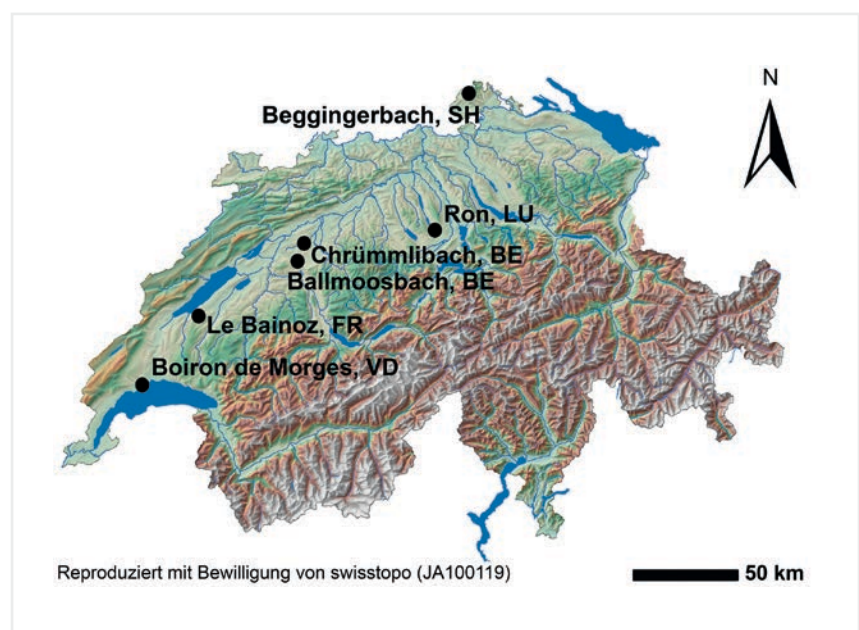 N
Beggingerbach, SH
Ron, LU
Chrümmlibach, BE
Ballmoosbach, BE
Le Bainoz, FR
Boiron de Morges, VD
Reproduziert mit Bewilligung von swisstopo (JA100119)
50 km